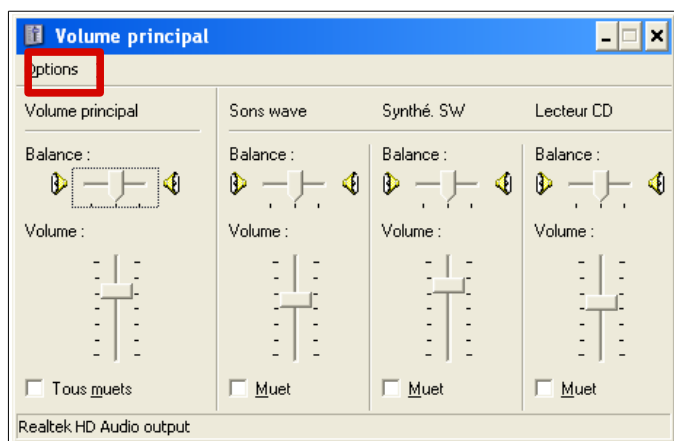 Volume principal
Options
Volume principal
Sons wave
Synthé. SW
Lecteur CD
Balance :
Balance :
Balance :
Balance :
Volume :
Volume :
Volume :
Volume :
Tous muets
Muet
Muet
Muet
Realtek HD Audio output